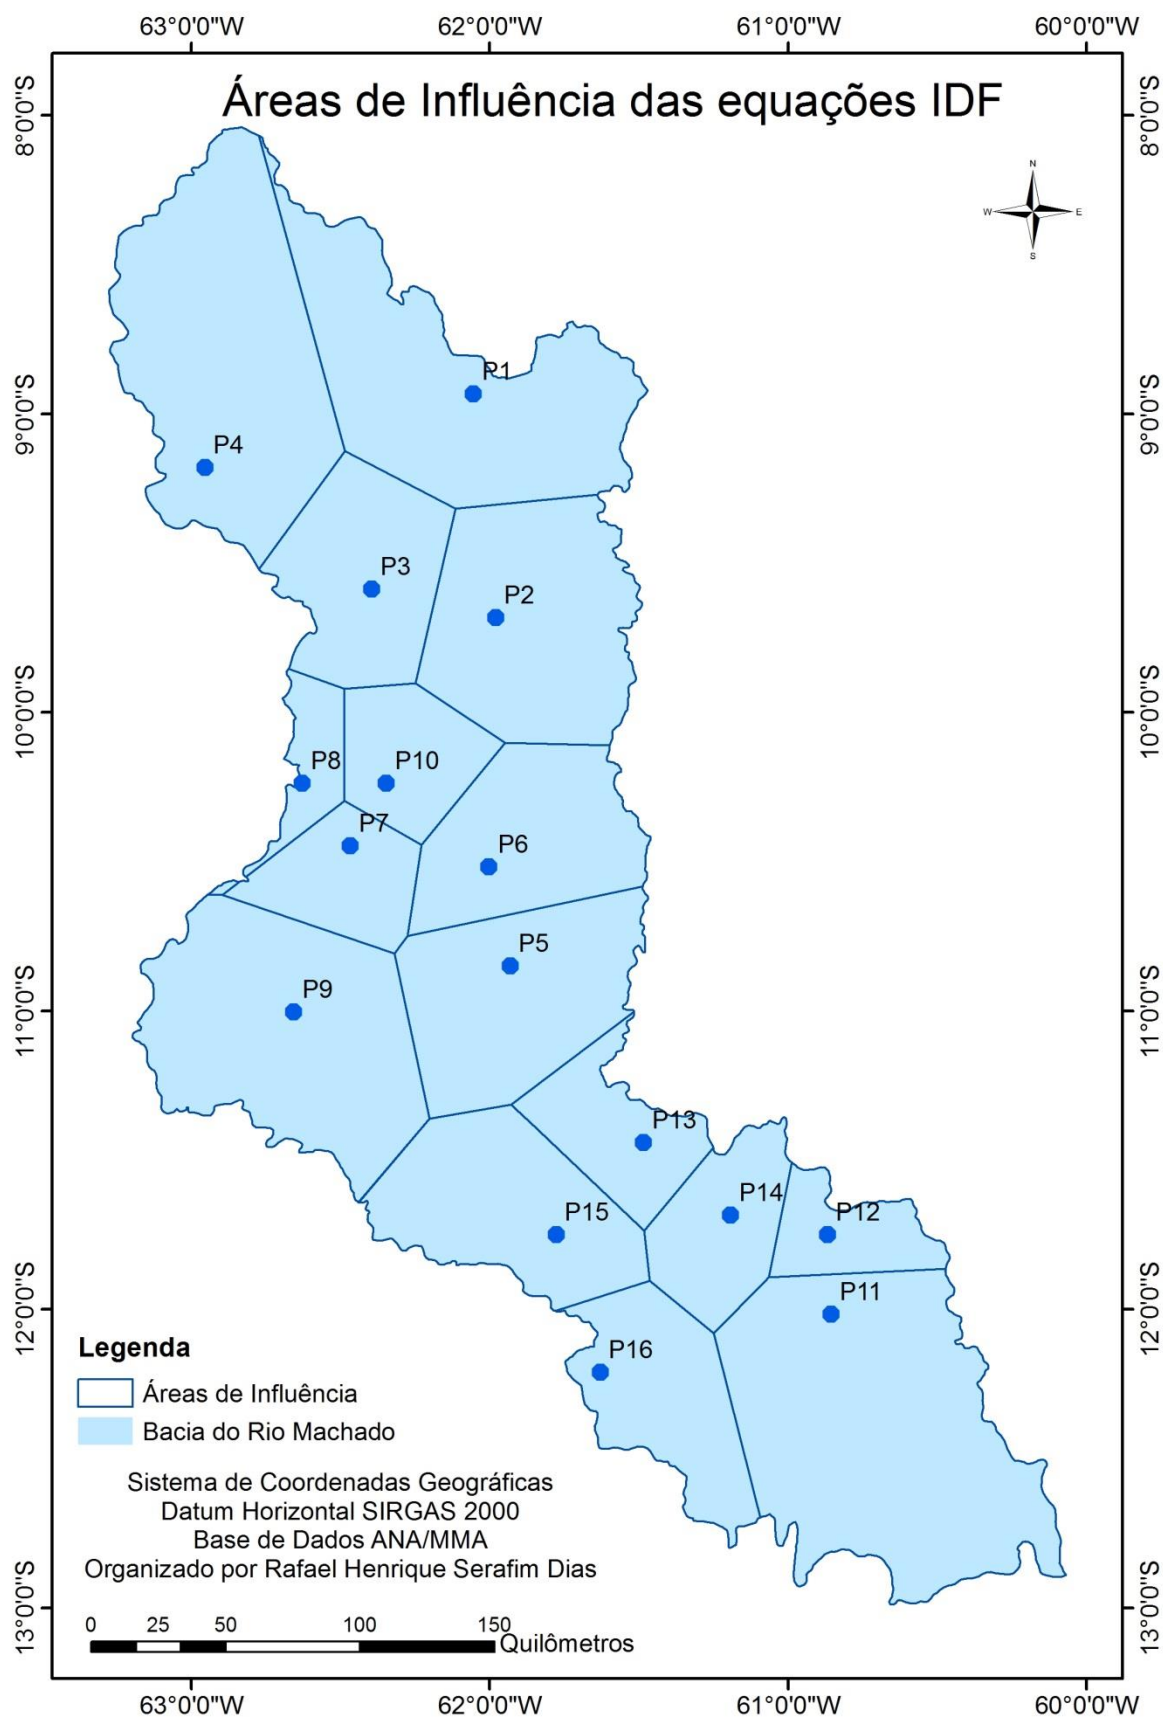 63°0'0"W 62°0'0"W 61°0'0"W 60°0'0"W
Áreas de Influência das equações IDF
8°0'0"S 8°0'0"S
N
W E
S
P1
9°0'0"S 9°0'0"S
P4
P3
P2
10°0'0"S 10°0'0"S
P8 P10
P7
P6
P5
P9
11°0'0"S 11°0'0"S
P13
P14
P15 P12
P11
12°0'0"S 12°0'0"S
Legenda
P16
Áreas de Influência
Bacia do Rio Machado
Sistema de Coordenadas Geográficas
Datum Horizontal SIRGAS 2000
Base de Dados ANA/MMA
Organizado por Rafael Henrique Serafim Dias
13°0'0"S 13°0'0"S
0 25 50 100 150
Quilômetros
63°0'0"W 62°0'0"W 61°0'0"W 60°0'0"W